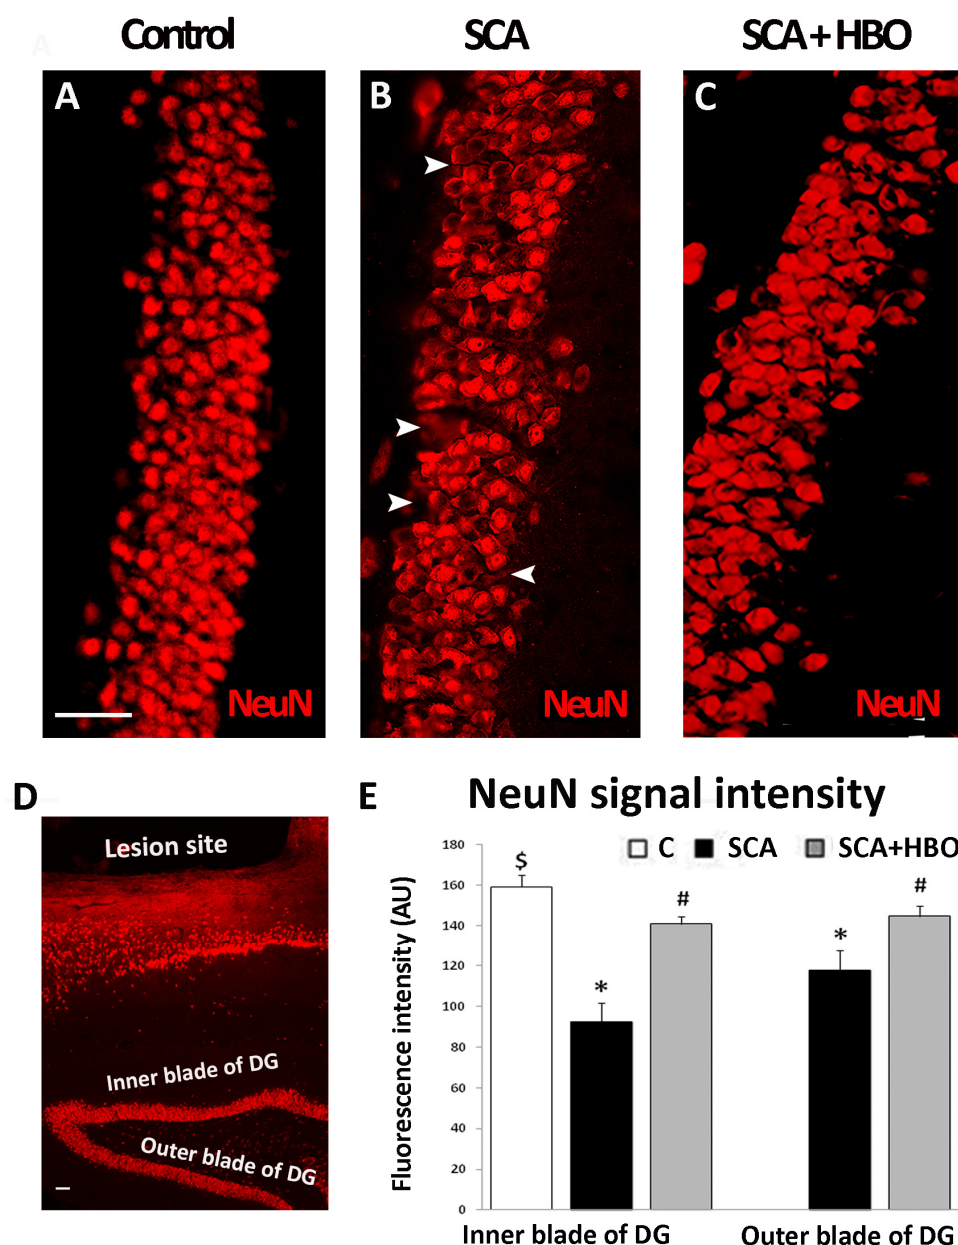 Control SCA SCA + HBO
A B C
NeuN NeuN NeuN
D E NeuN signal intensity
Lesion site
Inner blade of DG
Outer blade of DG
C SCA SCA+HBO
Fluorescence intensity (AU)
180
160
140
120
100
80
60
40
20
0
$ * # * #
Inner blade of DG Outer blade of DG